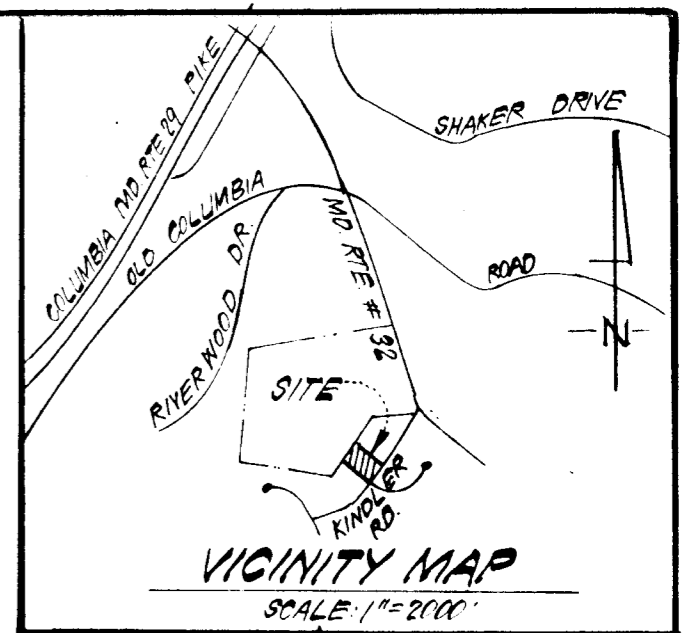 COLUMBIA MD. RTE. 29 PIKE
SHAKER DRIVE
OLD COLUMBIA
ROAD
RIVERWOOD DR.
MD. RTE # 32
N
SITE
KINDLER
RD.
VICINITY MAP
SCALE: 1"=2000'